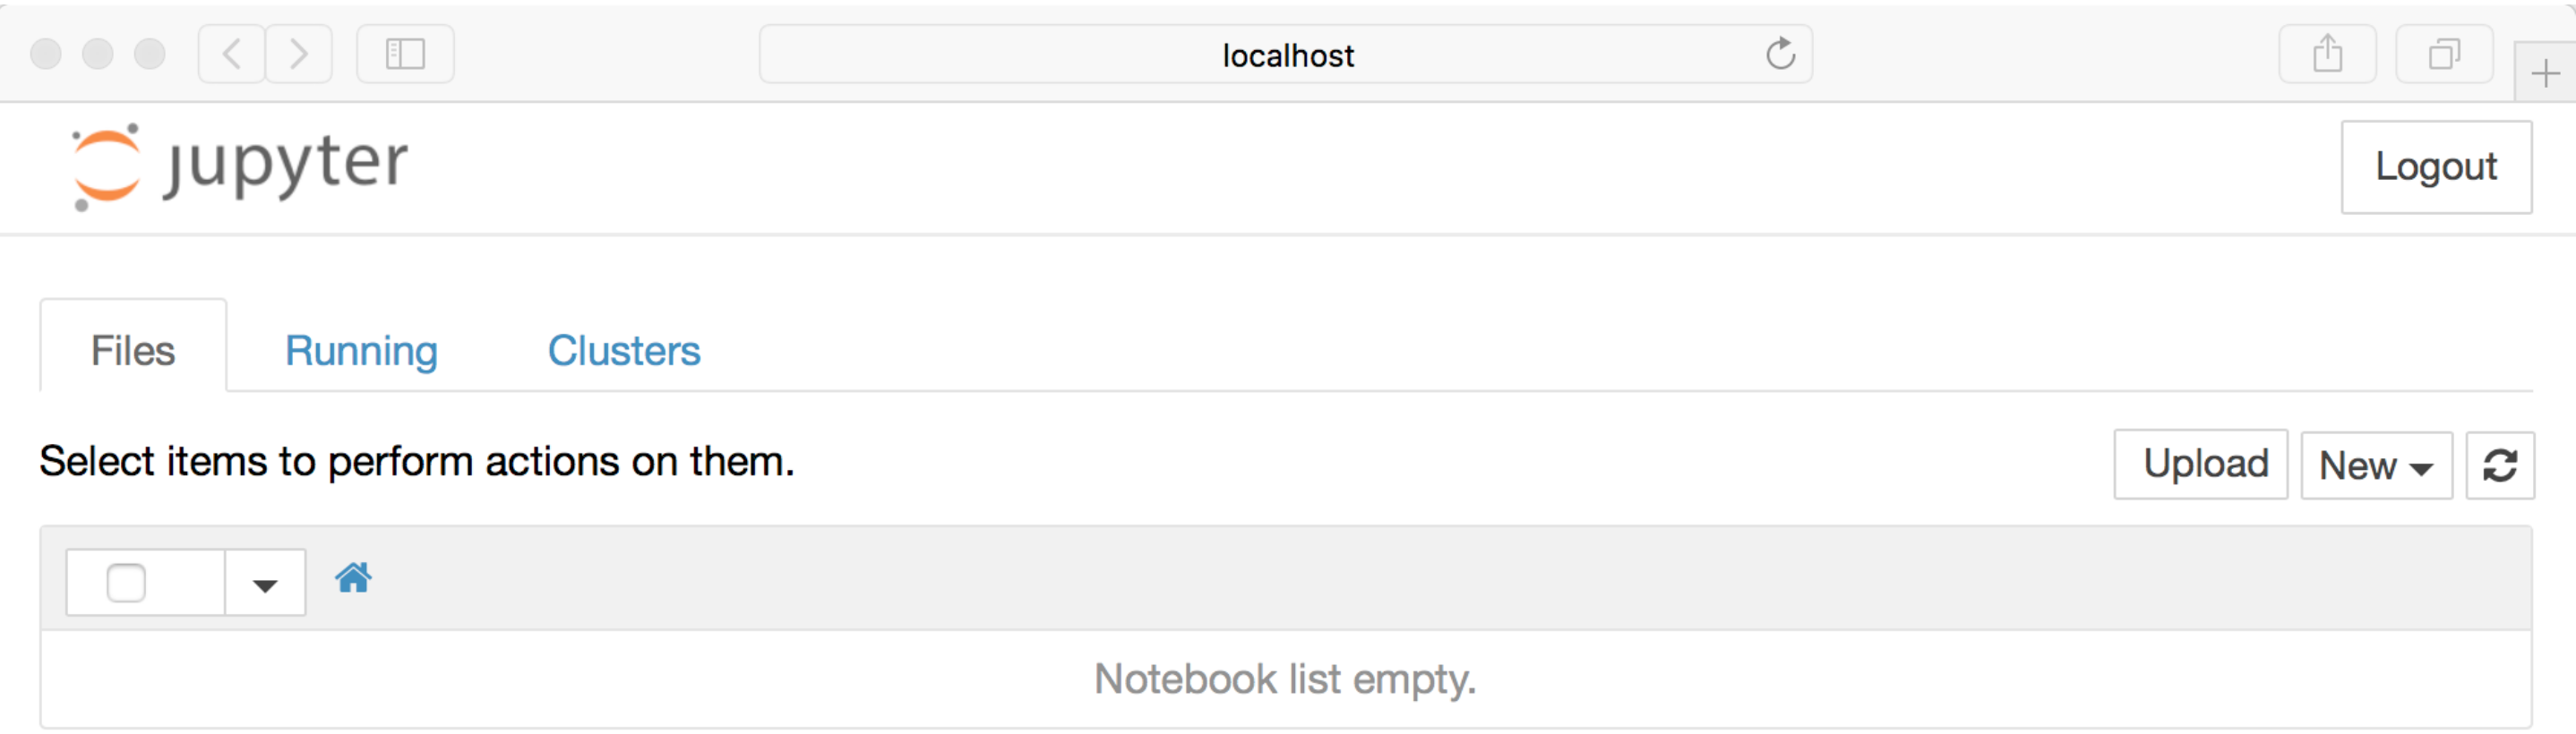 localhost
jupyter
Logout
Files Running Clusters
Select items to perform actions on them.
Upload New
Notebook list empty.